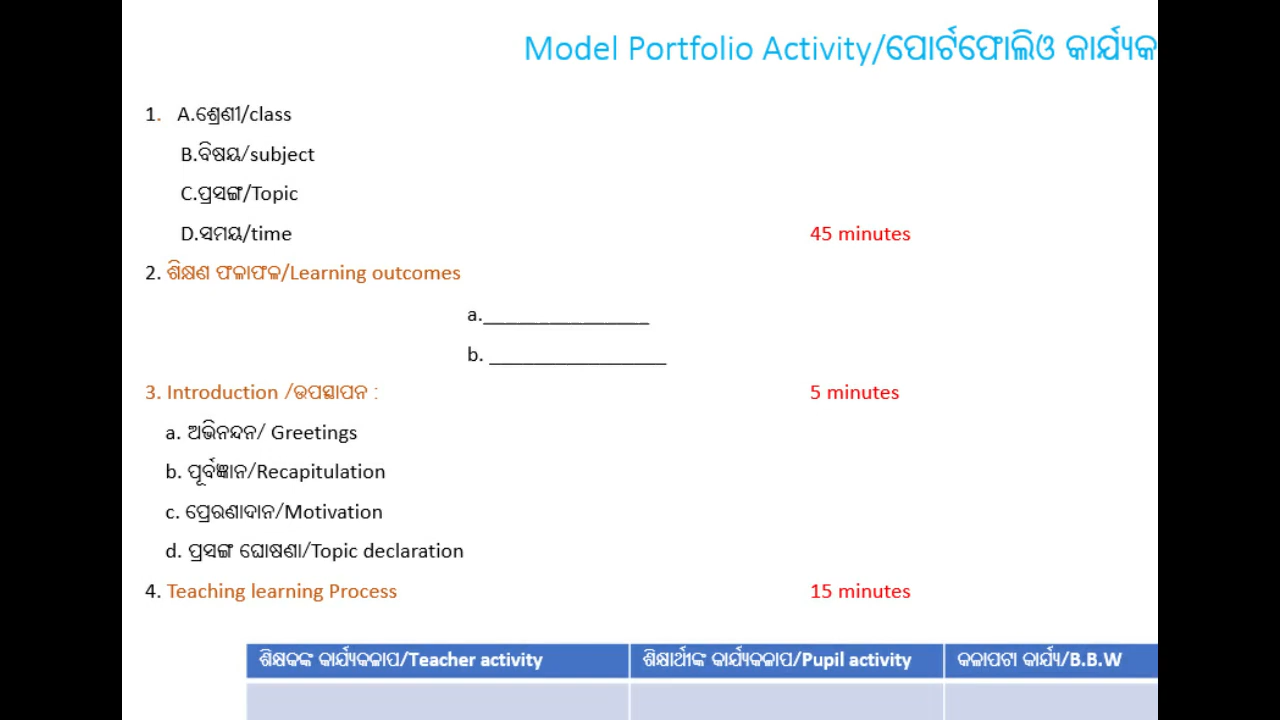 Model Portfolio Activity/ପୋର୍ଟଫୋଲିଓ
1. A.ଶ୍ରେଣୀ/class
B.ବିଷୟ/subject
C.ପ୍ରସଙ୍ଗ/Topic
D.ସମୟ/time 45 minutes
2. ଶିକ୍ଷଣ ଫଳାଫଳ/Learning outcomes
a._______________
b. ________________
3. Introduction /ଉପସ୍ଥାପନ : 5 minutes
a. ଅଭିନନ୍ଦନ/ Greetings
b. ପୂର୍ବଜ୍ଞାନ/Recapitulation
c. ପ୍ରେରଣାଦାନ/Motivation
d. ପ୍ରସଙ୍ଗ ଘୋଷଣା/Topic declaration
4. Teaching learning Process 15 minutes
ଶିକ୍ଷକଙ୍କ କାର୍ଯ୍ୟକଳାପ/Teacher activity ଶିକ୍ଷାର୍ଥୀଙ୍କ କାର୍ଯ୍ୟକଳାପ/Pupil activity କଳାପଟା କାର୍ଯ୍ୟ/B.B.W